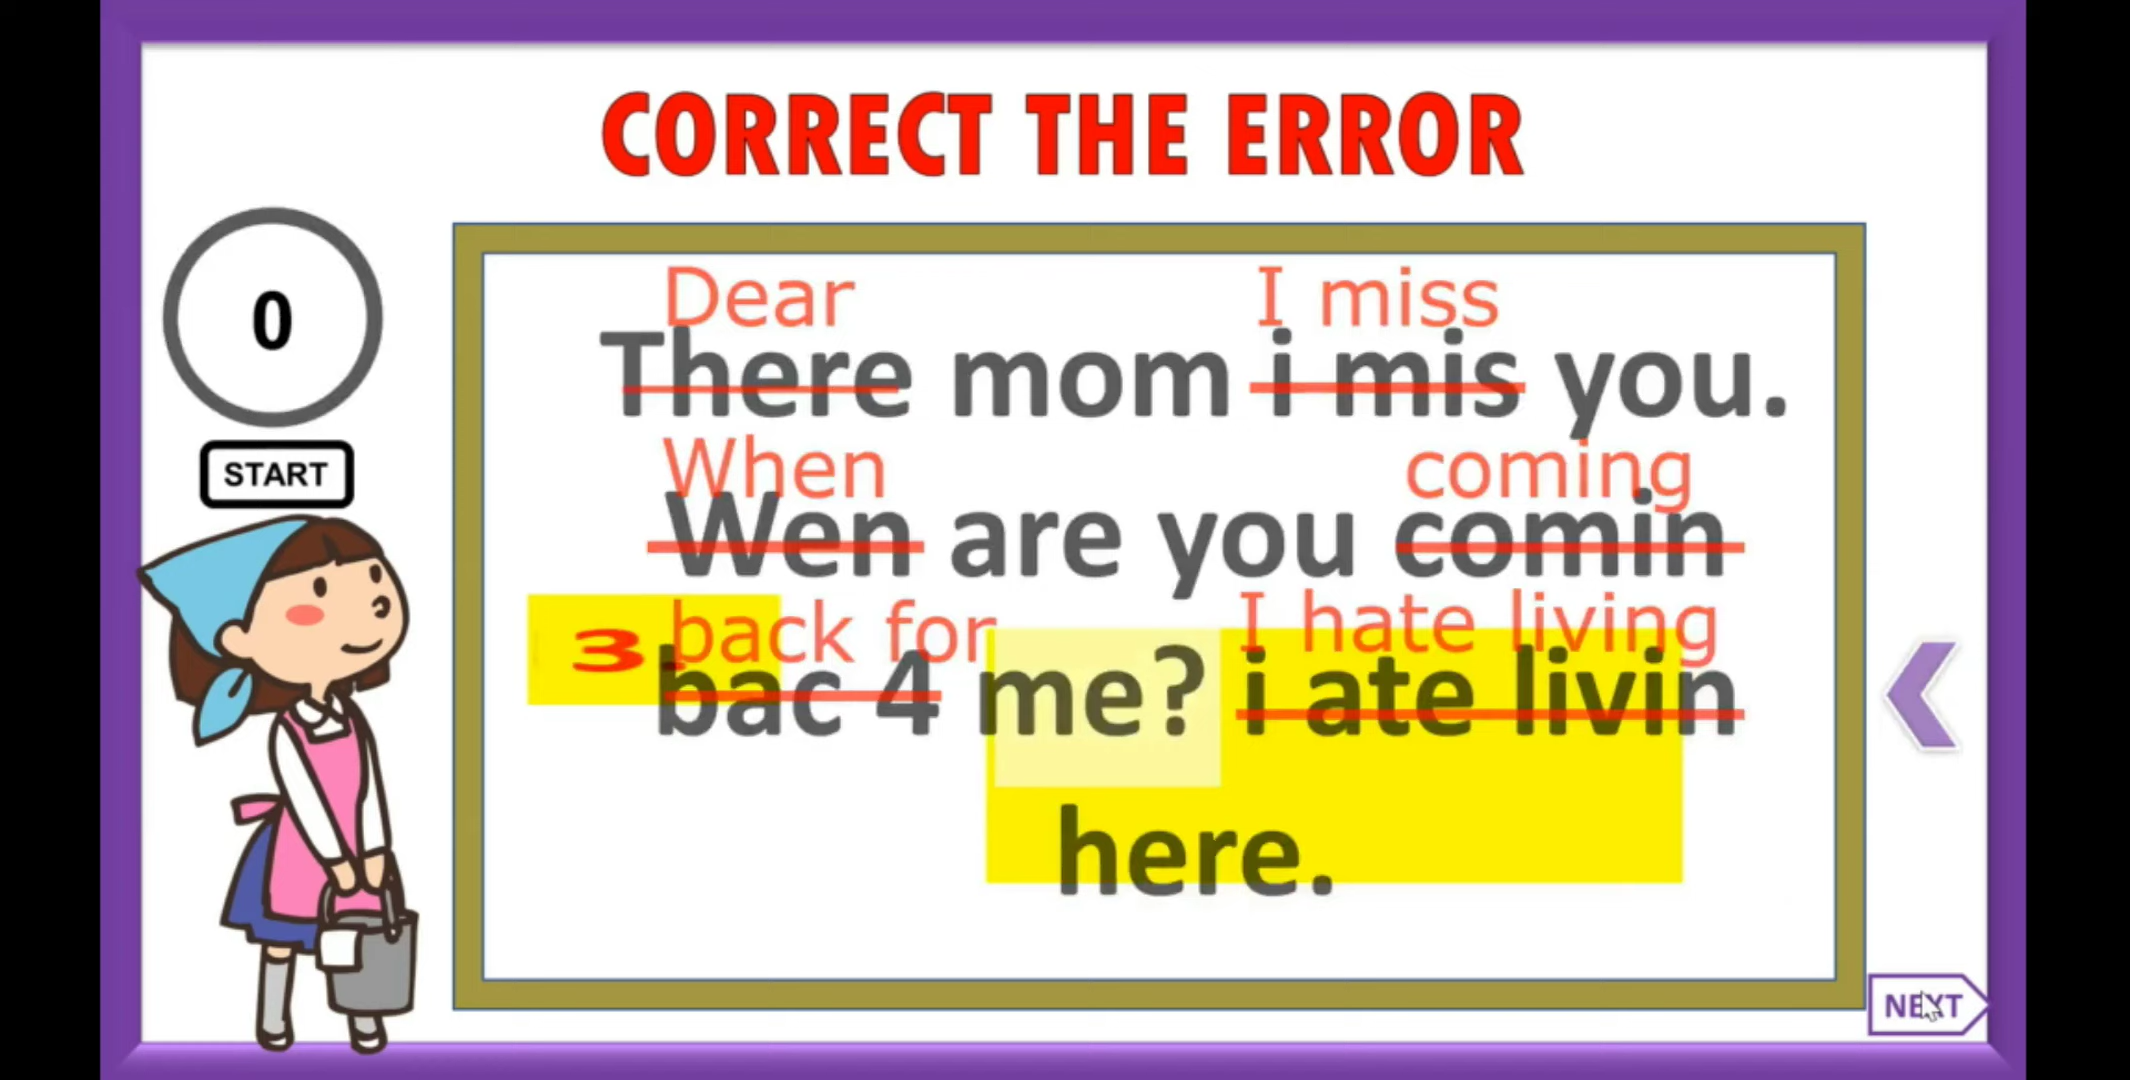 CORRECT THE ERROR
0
START
Dear I miss
There mom i mis you.
When coming
Wen are you comin
3. back for I hate living
bac 4 me? i ate livin
here.
NEXT